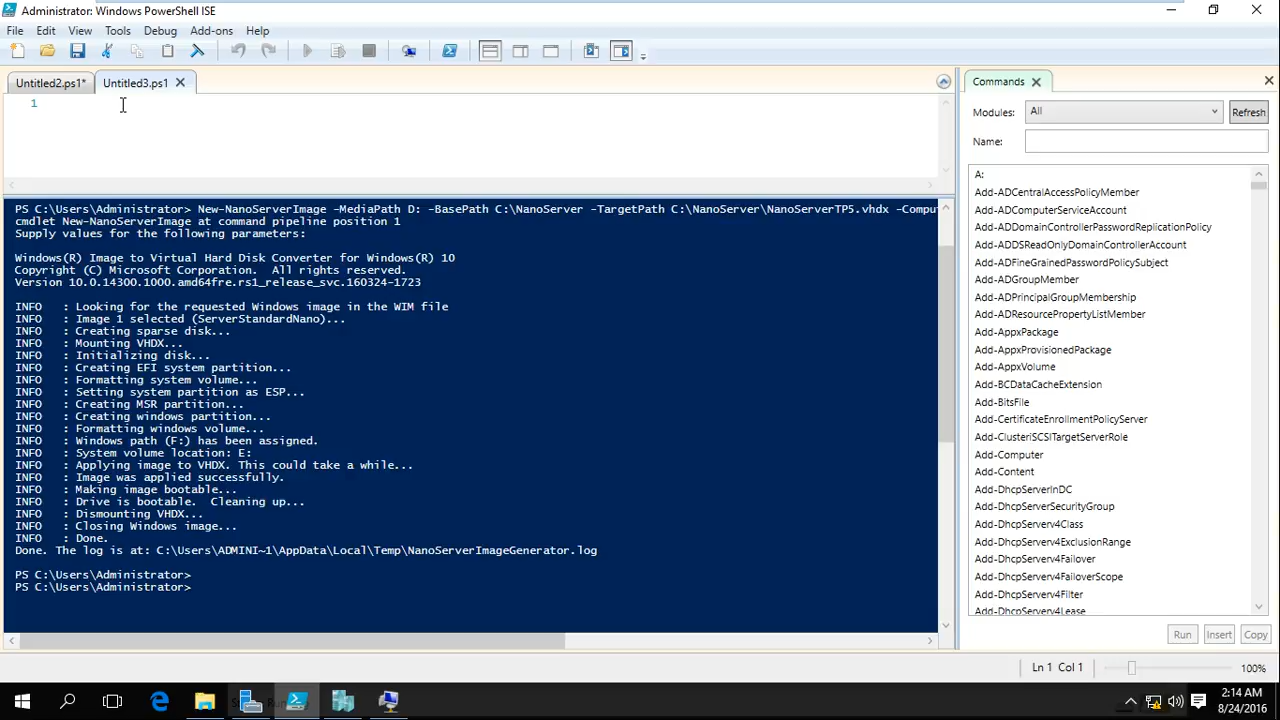 Administrator: Windows PowerShell ISE
File Edit View Tools Debug Add-ons Help
Untitled2.ps1* Untitled3.ps1
1
PS C:\Users\Administrator> New-NanoServerImage -MediaPath D: -BasePath C:\NanoServer -TargetPath C:\NanoServer\NanoServerTP5.vhdx -Comput
cmdlet New-NanoServerImage at command pipeline position 1
Supply values for the following parameters:
Windows(R) Image to Virtual Hard Disk Converter for Windows(R) 10
Copyright (C) Microsoft Corporation.  All rights reserved.
Version 10.0.14300.1000.amd64fre.rs1_release_svc.160324-1723
INFO   : Looking for the requested Windows image in the WIM file
INFO   : Image 1 selected (ServerStandardNano)...
INFO   : Creating sparse disk...
INFO   : Mounting VHDX...
INFO   : Initializing disk...
INFO   : Creating EFI system partition...
INFO   : Formatting system volume...
INFO   : Setting system partition as ESP...
INFO   : Creating MSR partition...
INFO   : Creating windows partition...
INFO   : Formatting windows volume...
INFO   : Windows path (F:) has been assigned.
INFO   : System volume location: E:
INFO   : Applying image to VHDX. This could take a while...
INFO   : Image was applied successfully.
INFO   : Making image bootable...
INFO   : Drive is bootable.  Cleaning up...
INFO   : Dismounting VHDX...
INFO   : Closing Windows image...
INFO   : Done.
Done. The log is at: C:\Users\ADMINI~1\AppData\Local\Temp\NanoServerImageGenerator.log
PS C:\Users\Administrator>
PS C:\Users\Administrator>
Commands
Modules: All Refresh
Name:
A:
Add-ADCentralAccessPolicyMember
Add-ADComputerServiceAccount
Add-ADDomainControllerPasswordReplicationPolicy
Add-ADDSReadOnlyDomainControllerAccount
Add-ADFineGrainedPasswordPolicySubject
Add-ADGroupMember
Add-ADPrincipalGroupMembership
Add-ADResourcePropertyListMember
Add-AppxPackage
Add-AppxProvisionedPackage
Add-AppxVolume
Add-BCDataCacheExtension
Add-BitsFile
Add-CertificateEnrollmentPolicyServer
Add-ClusteriSCSITargetServerRole
Add-Computer
Add-Content
Add-DhcpServerInDC
Add-DhcpServerSecurityGroup
Add-DhcpServerv4Class
Add-DhcpServerv4ExclusionRange
Add-DhcpServerv4Failover
Add-DhcpServerv4FailoverScope
Add-DhcpServerv4Filter
Add-DhcpServerv4Lease
Run Insert Copy
Ln 1 Col 1 100%
2:14 AM
8/24/2016